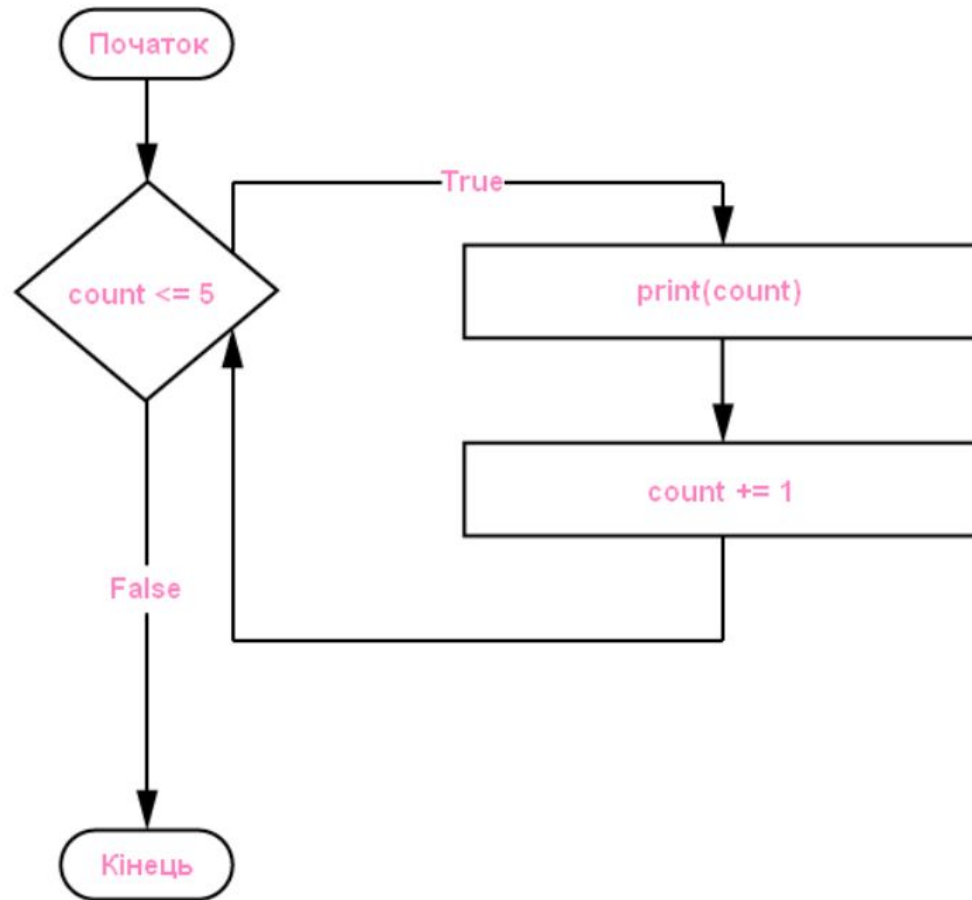 Початок
True
count <= 5
print(count)
count += 1
False
Кінець